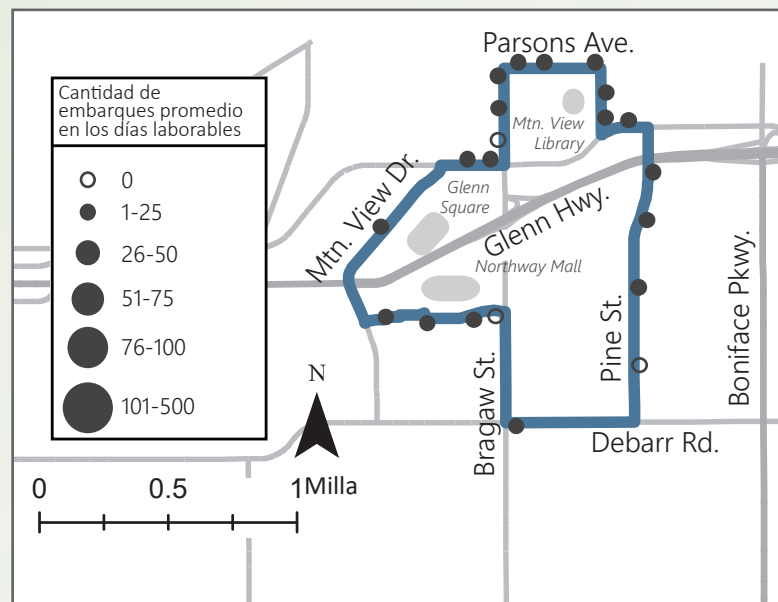 Parsons Ave.
Cantidad de
embarques promedio
en los días laborables
0
1-25
26-50
51-75
76-100
101-500
Mtn. View
Library
Mtn. View Dr.
Glenn
Square
Glenn Hwy.
Northway Mall
Pine St.
Boniface Pkwy.
Bragaw St.
Debarr Rd.
N
0
0.5
1Milla